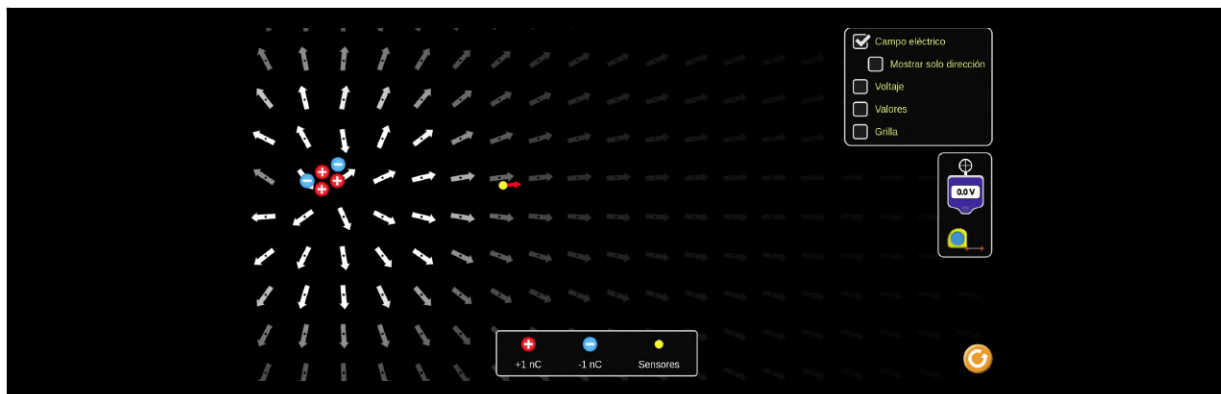 Campo eléctrico
Mostrar solo dirección
Voltaje
Valores
Grilla
0.0 V
+1 nC
-1 nC
Sensores